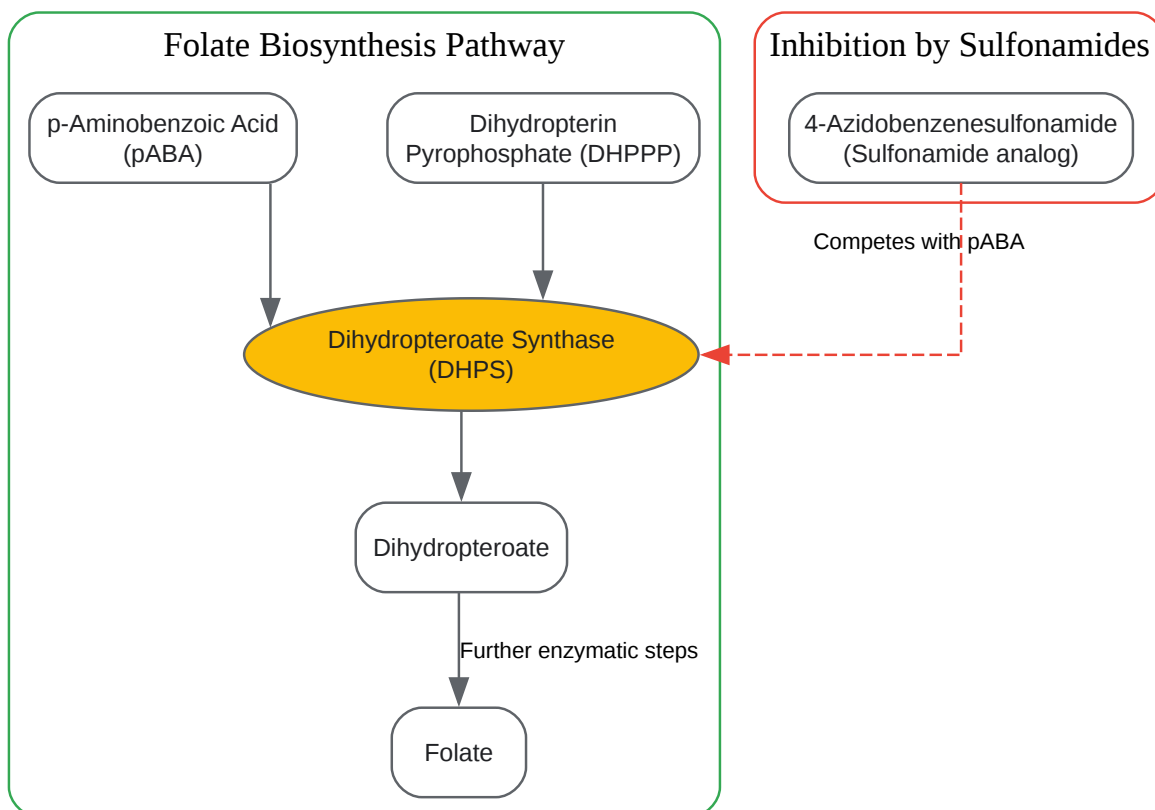 Folate Biosynthesis Pathway
Inhibition by Sulfonamides
p-Aminobenzoic Acid
(pABA)
Dihydropterin
Pyrophosphate (DHPPP)
4-Azidobenzenesulfonamide
(Sulfonamide analog)
Competes with pABA
Dihydropteroate Synthase
(DHPS)
Dihydropteroate
Further enzymatic steps
Folate